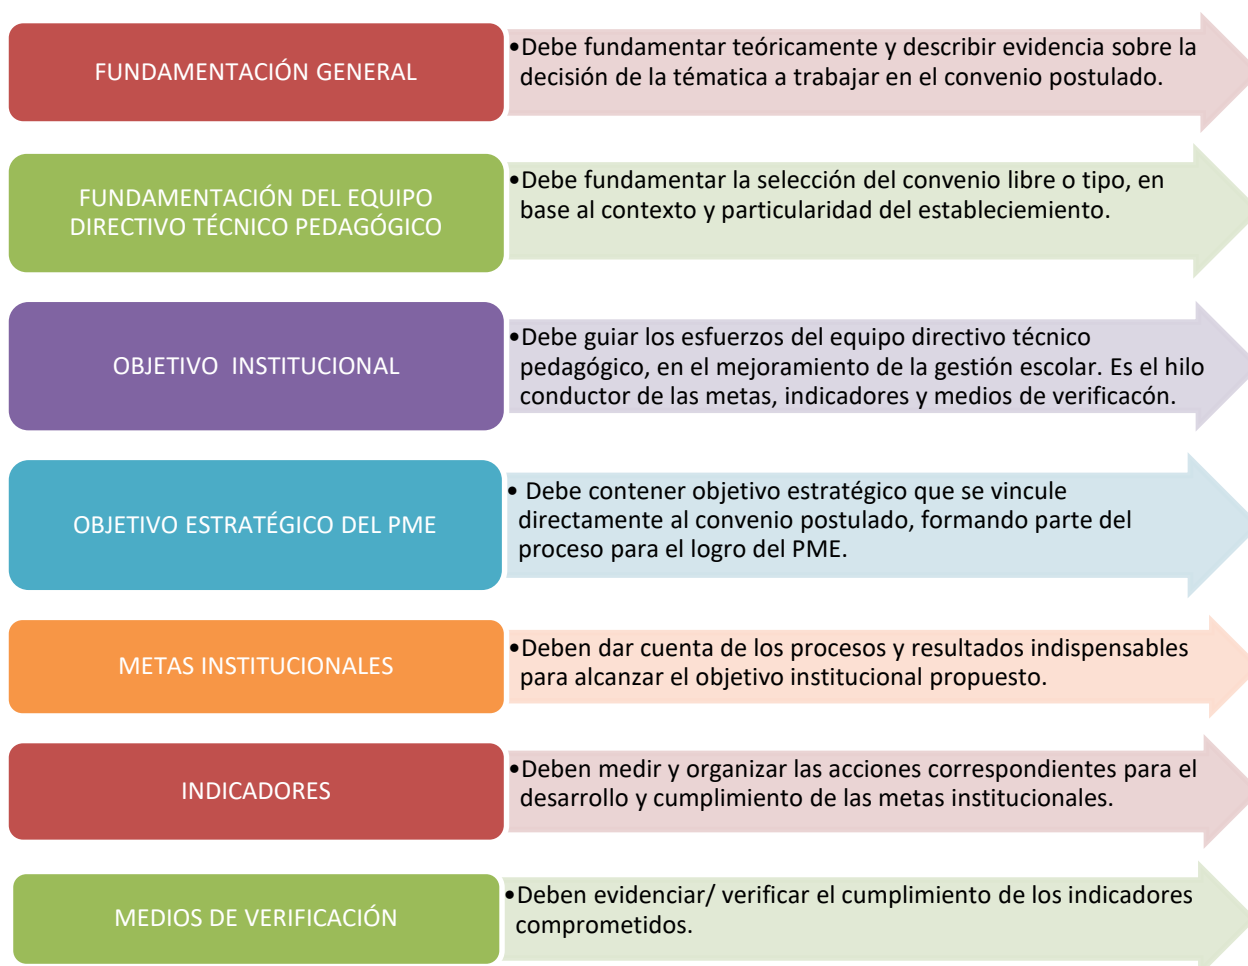 FUNDAMENTACIÓN GENERAL
•Debe fundamentar teóricamente y describir evidencia sobre la
decisión de la tématica a trabajar en el convenio postulado.
FUNDAMENTACIÓN DEL EQUIPO
DIRECTIVO TÉCNICO PEDAGÓGICO
•Debe fundamentar la selección del convenio libre o tipo, en
base al contexto y particularidad del estableciemiento.
OBJETIVO INSTITUCIONAL
•Debe guiar los esfuerzos del equipo directivo técnico
pedagógico, en el mejoramiento de la gestión escolar. Es el hilo
conductor de las metas, indicadores y medios de verificacón.
OBJETIVO ESTRATÉGICO DEL PME
• Debe contener objetivo estratégico que se vincule
directamente al convenio postulado, formando parte del
proceso para el logro del PME.
METAS INSTITUCIONALES
•Deben dar cuenta de los procesos y resultados indispensables
para alcanzar el objetivo institucional propuesto.
INDICADORES
•Deben medir y organizar las acciones correspondientes para el
desarrollo y cumplimiento de las metas institucionales.
MEDIOS DE VERIFICACIÓN
•Deben evidenciar/ verificar el cumplimiento de los indicadores
comprometidos.